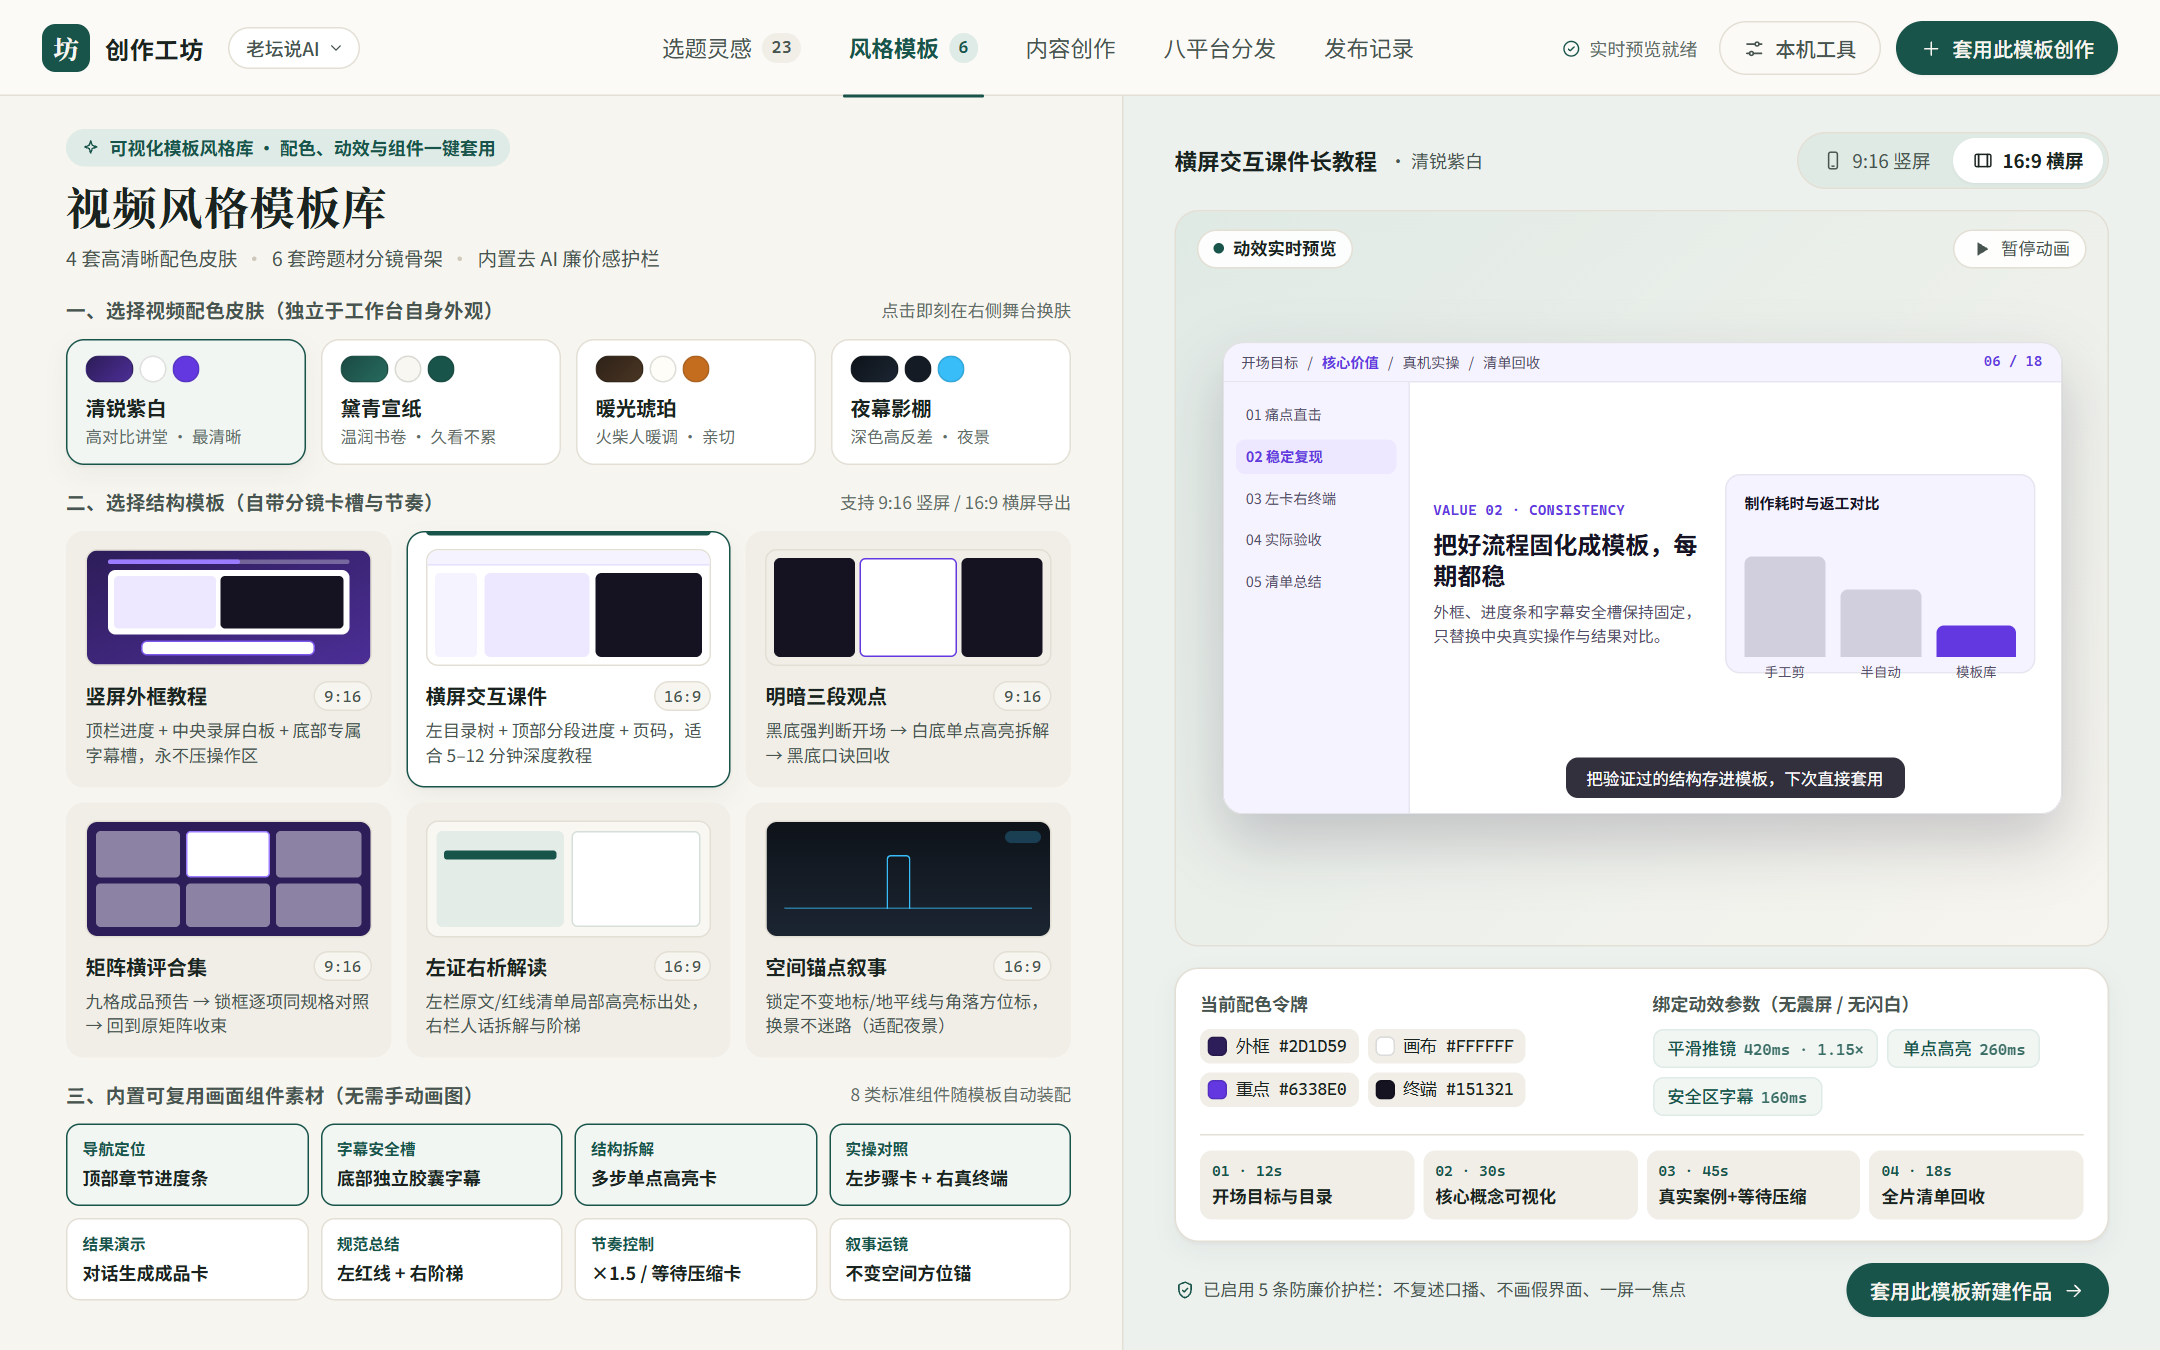 坊 创作工坊 老坛说AI
选题灵感 23 风格模板 6 内容创作 八平台分发 发布记录
实时预览就绪 本机工具 套用此模板创作
可视化模板风格库 • 配色、动效与组件一键套用
视频风格模板库
4 套高清晰配色皮肤 • 6 套跨题材分镜骨架 • 内置去 AI 廉价感护栏
一、选择视频配色皮肤（独立于工作台自身外观） 点击即刻在右侧舞台换肤
清锐紫白
高对比讲堂 • 最清晰
黛青宣纸
温润书卷 • 久看不累
暖光琥珀
火柴人暖调 • 亲切
夜幕影棚
深色高反差 • 夜景
二、选择结构模板（自带分镜卡槽与节奏） 支持 9:16 竖屏 / 16:9 横屏导出
竖屏外框教程 9:16
顶栏进度 + 中央录屏白板 + 底部专属
字幕槽，永不压操作区
横屏交互课件 16:9
左目录树 + 顶部分段进度 + 页码，适
合 5–12 分钟深度教程
明暗三段观点 9:16
黑底强判断开场 → 白底单点高亮拆解
→ 黑底口诀回收
矩阵横评合集 9:16
九格成品预告 → 锁框逐项同规格对照
→ 回到原矩阵收束
左证右析解读 16:9
左栏原文/红线清单局部高亮标出处，
右栏人话拆解与阶梯
空间锚点叙事 16:9
锁定不变地标/地平线与角落方位标，
换景不迷路（适配夜景）
三、内置可复用画面组件素材（无需手动画图） 8 类标准组件随模板自动装配
导航定位
顶部章节进度条
字幕安全槽
底部独立胶囊字幕
结构拆解
多步单点高亮卡
实操对照
左步骤卡 + 右真终端
结果演示
对话生成成品卡
规范总结
左红线 + 右阶梯
节奏控制
×1.5 / 等待压缩卡
叙事运镜
不变空间方位锚
横屏交互课件长教程 • 清锐紫白
9:16 竖屏 16:9 横屏
动效实时预览 暂停动画
开场目标 / 核心价值 / 真机实操 / 清单回收 06 / 18
01 痛点直击
02 稳定复现
03 左卡右终端
04 实际验收
05 清单总结
VALUE 02 · CONSISTENCY
把好流程固化成模板，每
期都稳
外框、进度条和字幕安全槽保持固定，
只替换中央真实操作与结果对比。
制作耗时与返工对比
手工剪 半自动 模板库
把验证过的结构存进模板，下次直接套用
当前配色令牌
外框 #2D1D59 画布 #FFFFFF
重点 #6338E0 终端 #151321
绑定动效参数（无震屏 / 无闪白）
平滑推镜 420ms · 1.15× 单点高亮 260ms
安全区字幕 160ms
01 · 12s
开场目标与目录
02 · 30s
核心概念可视化
03 · 45s
真实案例+等待压缩
04 · 18s
全片清单回收
已启用 5 条防廉价护栏：不复述口播、不画假界面、一屏一焦点
套用此模板新建作品 →